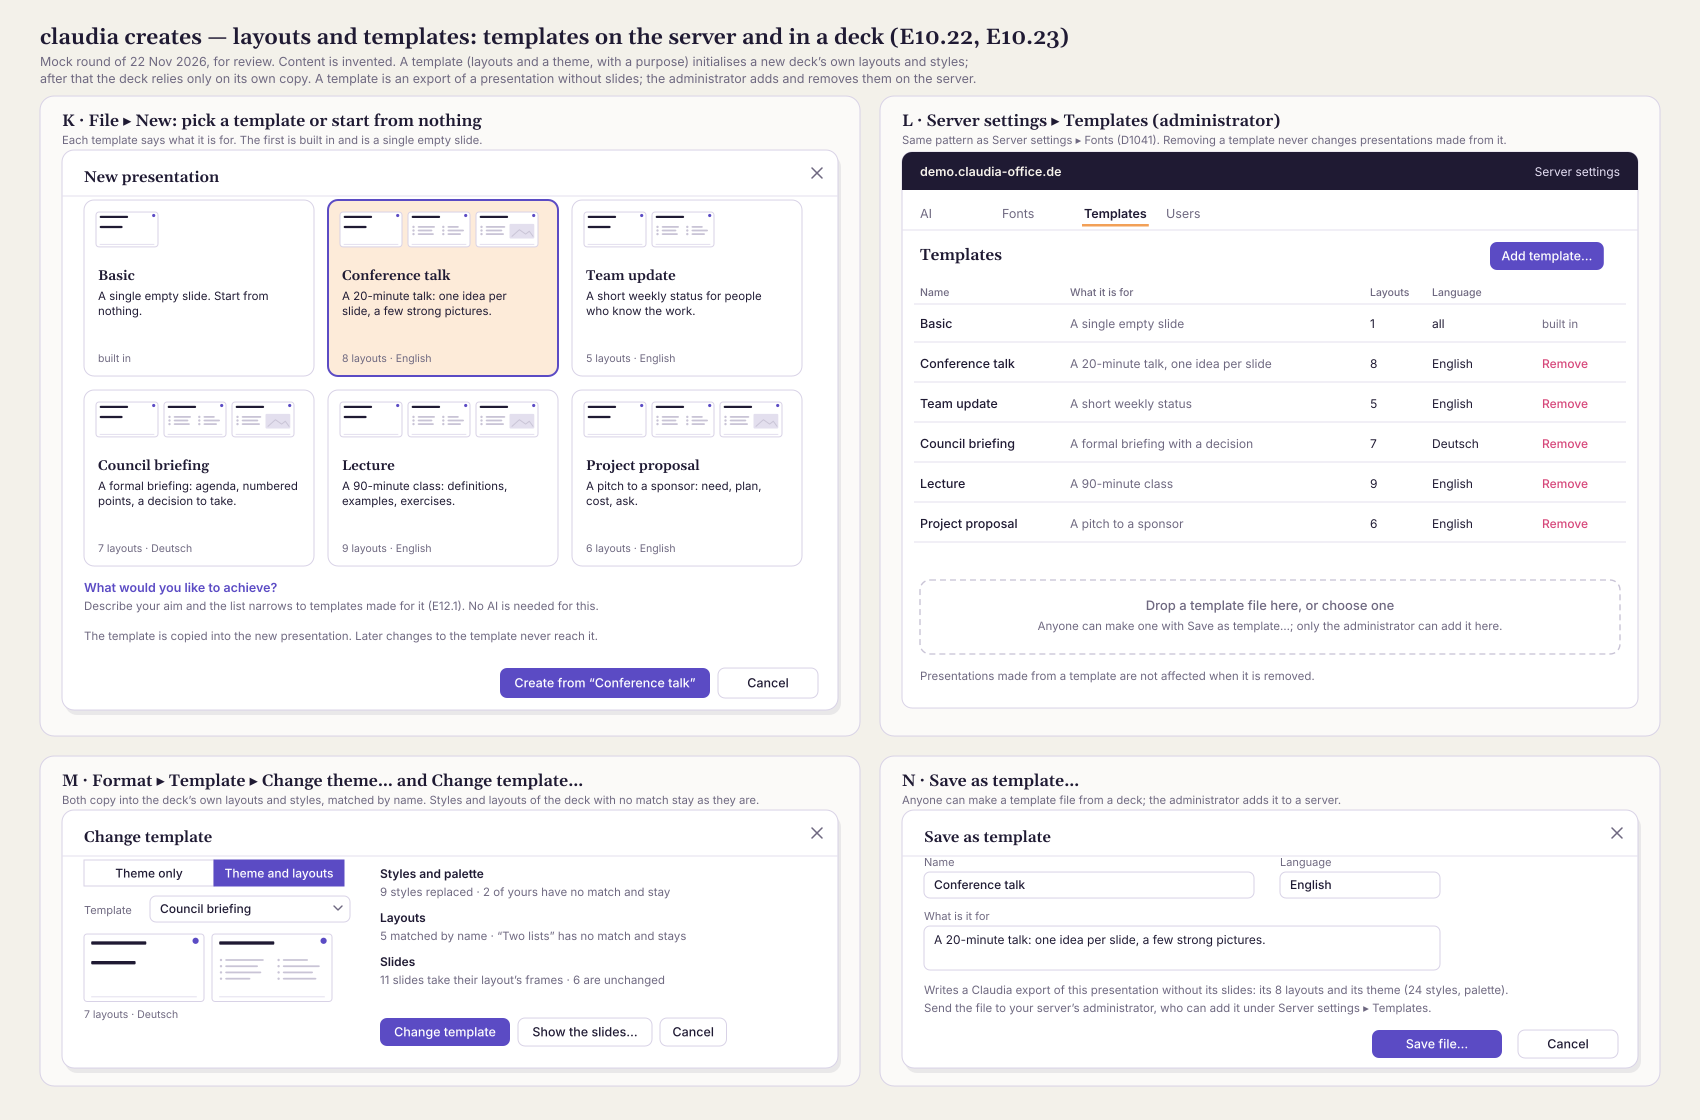 claudia creates — layouts and templates: templates on the server and in a deck (E10.22, E10.23)
Mock round of 22 Nov 2026, for review. Content is invented. A template (layouts and a theme, with a purpose) initialises a new deck's own layouts and styles;
after that the deck relies only on its own copy. A template is an export of a presentation without slides; the administrator adds and removes them on the server.
K · File ▸ New: pick a template or start from nothing
Each template says what it is for. The first is built in and is a single empty slide.
New presentation
Basic
A single empty slide. Start from
nothing.
built in
Conference talk
A 20-minute talk: one idea per
slide, a few strong pictures.
8 layouts · English
Team update
A short weekly status for people
who know the work.
5 layouts · English
Council briefing
A formal briefing: agenda, numbered
points, a decision to take.
7 layouts · Deutsch
Lecture
A 90-minute class: definitions,
examples, exercises.
9 layouts · English
Project proposal
A pitch to a sponsor: need, plan,
cost, ask.
6 layouts · English
What would you like to achieve?
Describe your aim and the list narrows to templates made for it (E12.1). No AI is needed for this.
The template is copied into the new presentation. Later changes to the template never reach it.
Create from “Conference talk”
Cancel
L · Server settings ▸ Templates (administrator)
Same pattern as Server settings ▸ Fonts (D1041). Removing a template never changes presentations made from it.
demo.claudia-office.de
Server settings
AI
Fonts
Templates
Users
Templates
Add template…
Name What it is for Layouts Language
Basic A single empty slide 1 all built in
Conference talk A 20-minute talk, one idea per slide 8 English Remove
Team update A short weekly status 5 English Remove
Council briefing A formal briefing with a decision 7 Deutsch Remove
Lecture A 90-minute class 9 English Remove
Project proposal A pitch to a sponsor 6 English Remove
Drop a template file here, or choose one
Anyone can make one with Save as template…; only the administrator can add it here.
Presentations made from a template are not affected when it is removed.
M · Format ▸ Template ▸ Change theme… and Change template…
Both copy into the deck's own layouts and styles, matched by name. Styles and layouts of the deck with no match stay as they are.
Change template
Theme only
Theme and layouts
Template
Council briefing
7 layouts · Deutsch
Styles and palette
9 styles replaced · 2 of yours have no match and stay
Layouts
5 matched by name · “Two lists” has no match and stays
Slides
11 slides take their layout's frames · 6 are unchanged
Change template
Show the slides…
Cancel
N · Save as template…
Anyone can make a template file from a deck; the administrator adds it to a server.
Save as template
Name
Language
Conference talk
English
What is it for
A 20-minute talk: one idea per slide, a few strong pictures.
Writes a Claudia export of this presentation without its slides: its 8 layouts and its theme (24 styles, palette).
Send the file to your server's administrator, who can add it under Server settings ▸ Templates.
Save file…
Cancel